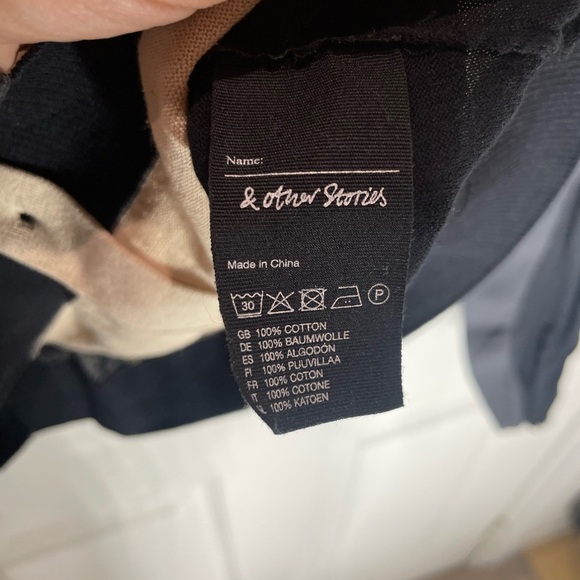 Name:
& other Stories
Made in China
30 P
GB 100% COTTON
DE 100% BAUMWOLLE
ES 100% ALGODÓN
FI 100% PUUVILLAA
FR 100% COTON
IT 100% COTONE
NL 100% KATOEN